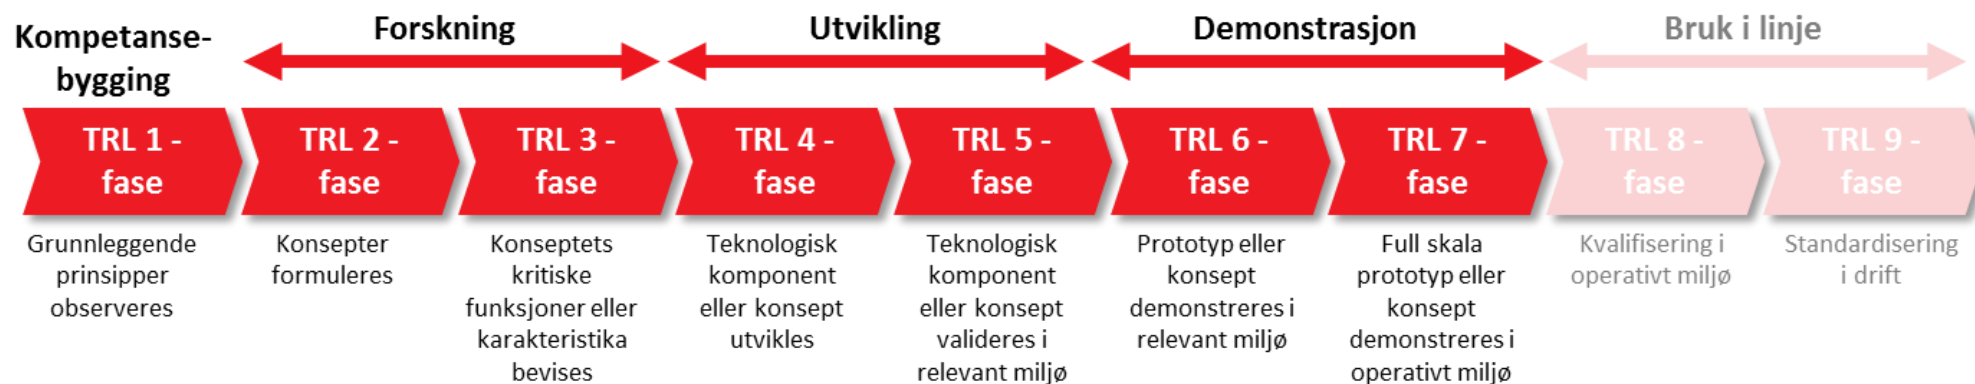 Kompetanse-
bygging
Forskning
Utvikling
Demonstrasjon
Bruk i linje
TRL 1 -
fase
TRL 2 -
fase
TRL 3 -
fase
TRL 4 -
fase
TRL 5 -
fase
TRL 6 -
fase
TRL 7 -
fase
TRL 8 -
fase
TRL 9 -
fase
Grunnleggende
prinsipper
observeres
Konsepter
formuleres
Konseptets
kritiske
funksjoner eller
karakteristika
bevises
Teknologisk
komponent
eller konsept
utvikles
Teknologisk
komponent
eller konsept
valideres i
relevant miljø
Prototyp eller
konsept
demonstreres i
relevant miljø
Full skala
prototyp eller
konsept
demonstreres i
operativt miljø
Kvalifisering i
operativt miljø
Standardisering
i drift